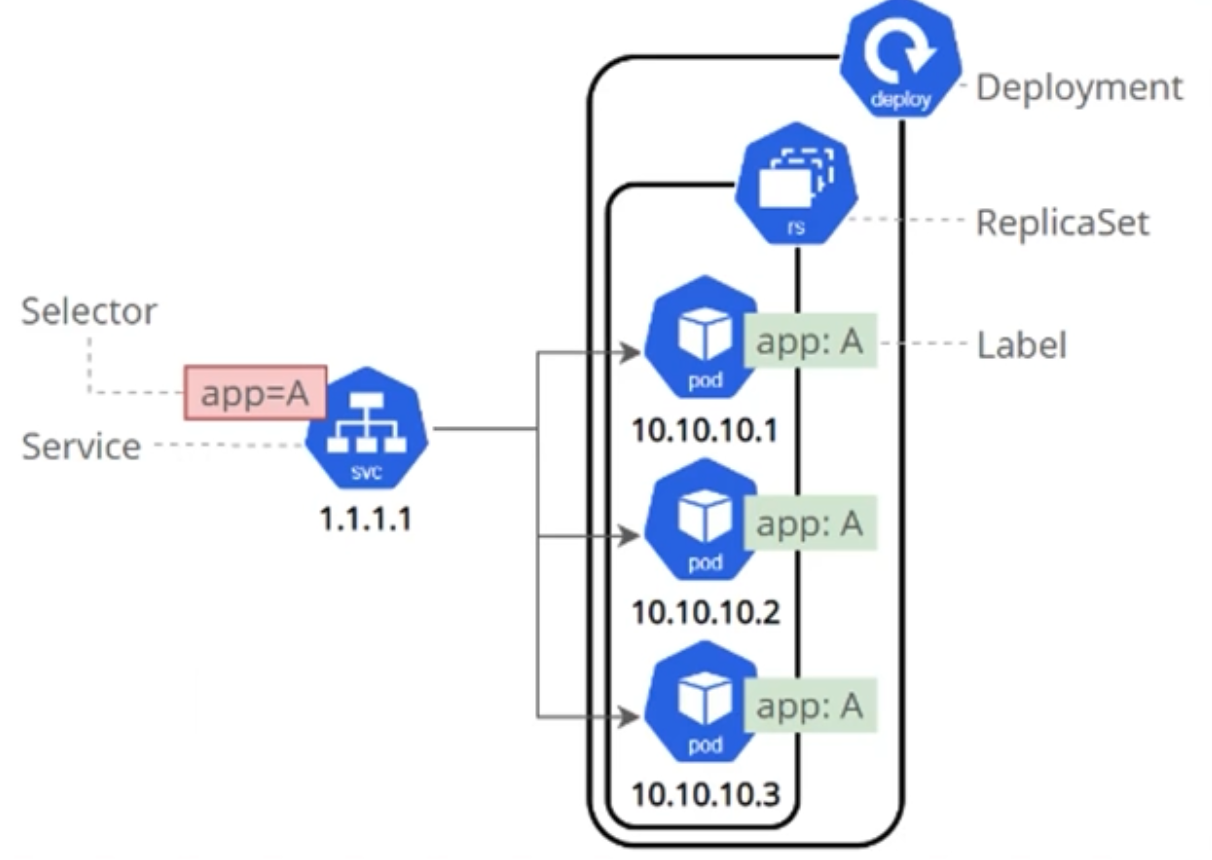 deploy
Deployment
rs
ReplicaSet
Selector
app=A
Service
svc
1.1.1.1
pod
app: A
Label
10.10.10.1
pod
app: A
10.10.10.2
pod
app: A
10.10.10.3